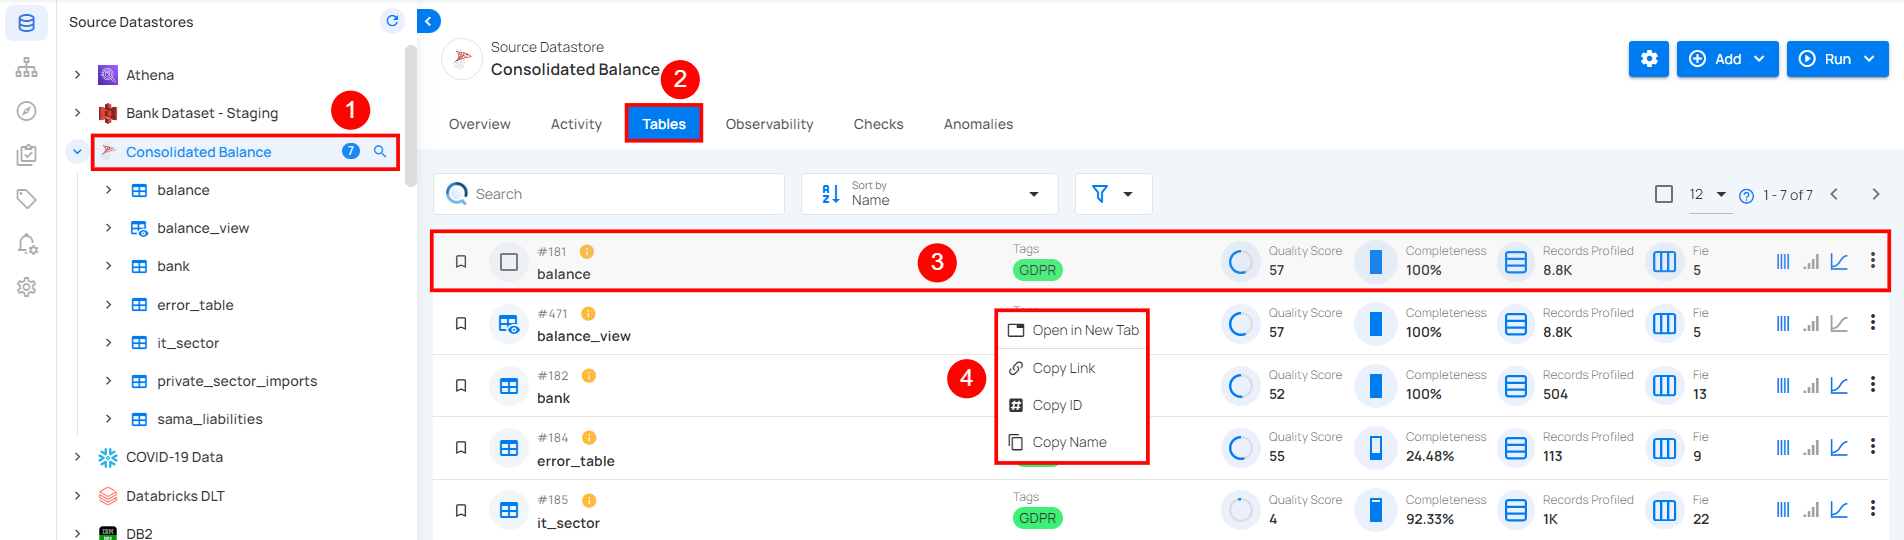 Source Datastores
Athena
Bank Dataset - Staging
1
Consolidated Balance 7
balance
balance_view
bank
error_table
it_sector
private_sector_imports
sama_liabilities
COVID-19 Data
Databricks DLT
DB2
Source Datastore
Consolidated Balance
2
Add
Run
Overview Activity Tables Observability Checks Anomalies
Search
Sort by
Name
12 1 - 7 of 7
#181
balance
3
Tags
GDPR
Quality Score
57
Completeness
100%
Records Profiled
8.8K
Fie
5
#471
balance_view
Quality Score
57
Completeness
100%
Records Profiled
8.8K
Fie
5
Open in New Tab
Copy Link
4
Copy ID
Copy Name
#182
bank
Quality Score
52
Completeness
100%
Records Profiled
504
Fie
13
#184
error_table
Quality Score
55
Completeness
24.48%
Records Profiled
113
Fie
9
#185
it_sector
Tags
GDPR
Quality Score
4
Completeness
92.33%
Records Profiled
1K
Fie
22